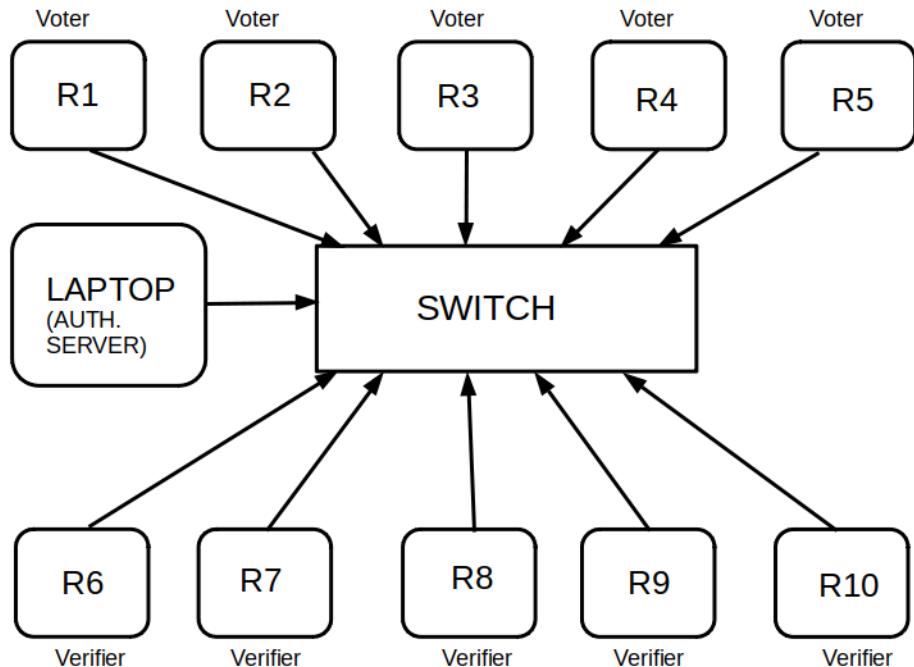 Voter Voter Voter Voter Voter
R1 R2 R3 R4 R5
LAPTOP
(AUTH.
SERVER)
SWITCH
R6 R7 R8 R9 R10
Verifier Verifier Verifier Verifier Verifier